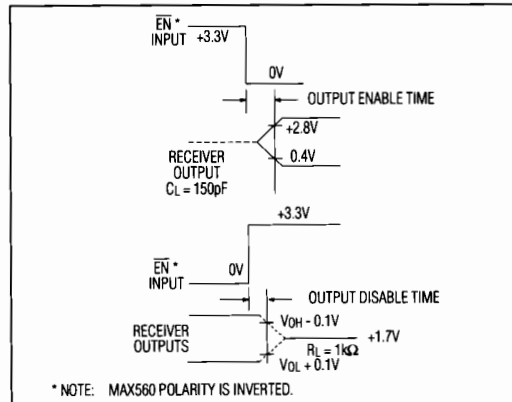 EN *
INPUT
+3.3V
0V
OUTPUT ENABLE TIME
+2.8V
RECEIVER
OUTPUT
CL = 150pF
0.4V
+3.3V
EN *
INPUT
0V
OUTPUT DISABLE TIME
RECEIVER
OUTPUTS
VOH - 0.1V
+1.7V
RL = 1kΩ
VOL + 0.1V
* NOTE: MAX560 POLARITY IS INVERTED.